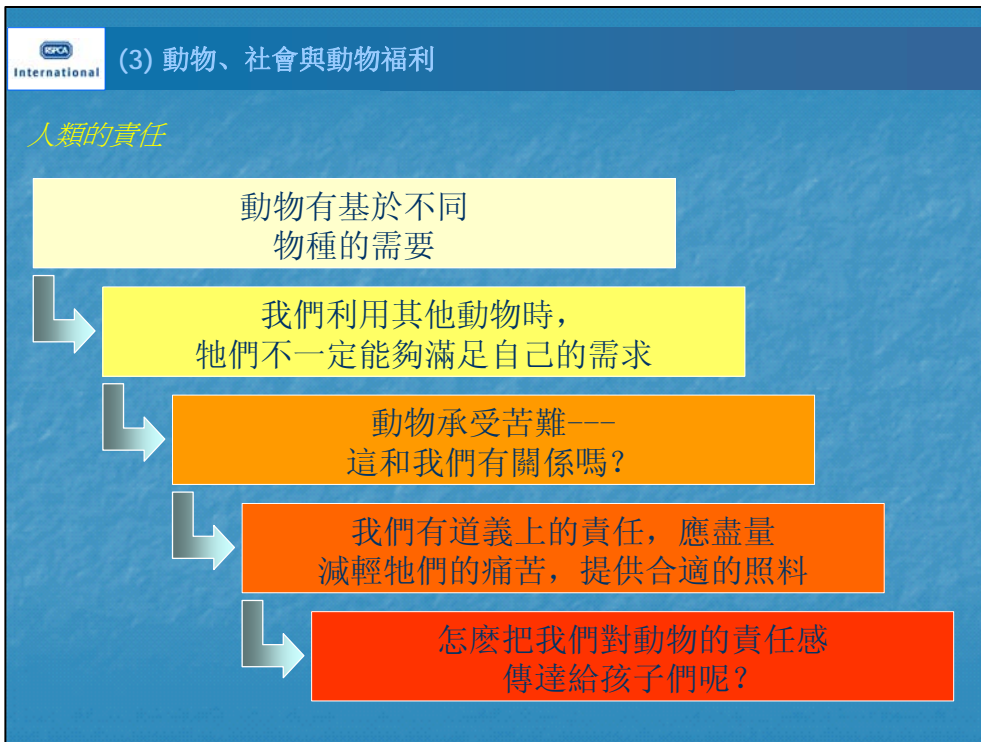 RSPCA
International
(3) 動物、社會與動物福利
人類的責任
動物有基於不同
物種的需要
我們利用其他動物時，
牠們不一定能夠滿足自己的需求
動物承受苦難---
這和我們有關係嗎？
我們有道義上的責任，應盡量
減輕牠們的痛苦，提供合適的照料
怎麽把我們對動物的責任感
傳達給孩子們呢？